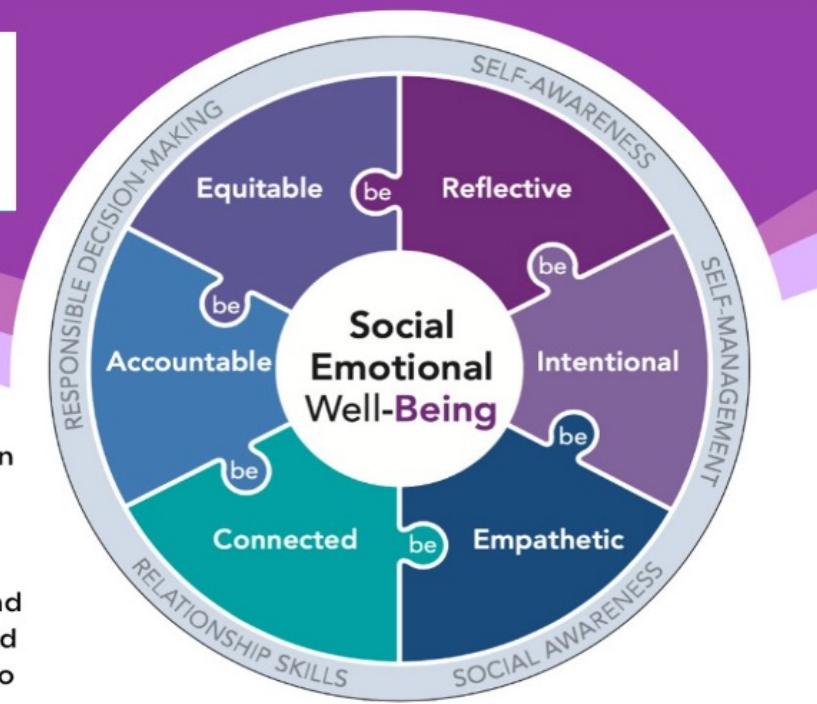 SELF-AWARENESS
SELF-MANAGEMENT
SOCIAL AWARENESS
RELATIONSHIP SKILLS
RESPONSIBLE DECISION-MAKING
Equitable
be
Reflective
be
be
Accountable
Intentional
Social
Emotional
Well-Being
be
be
Connected
be
Empathetic